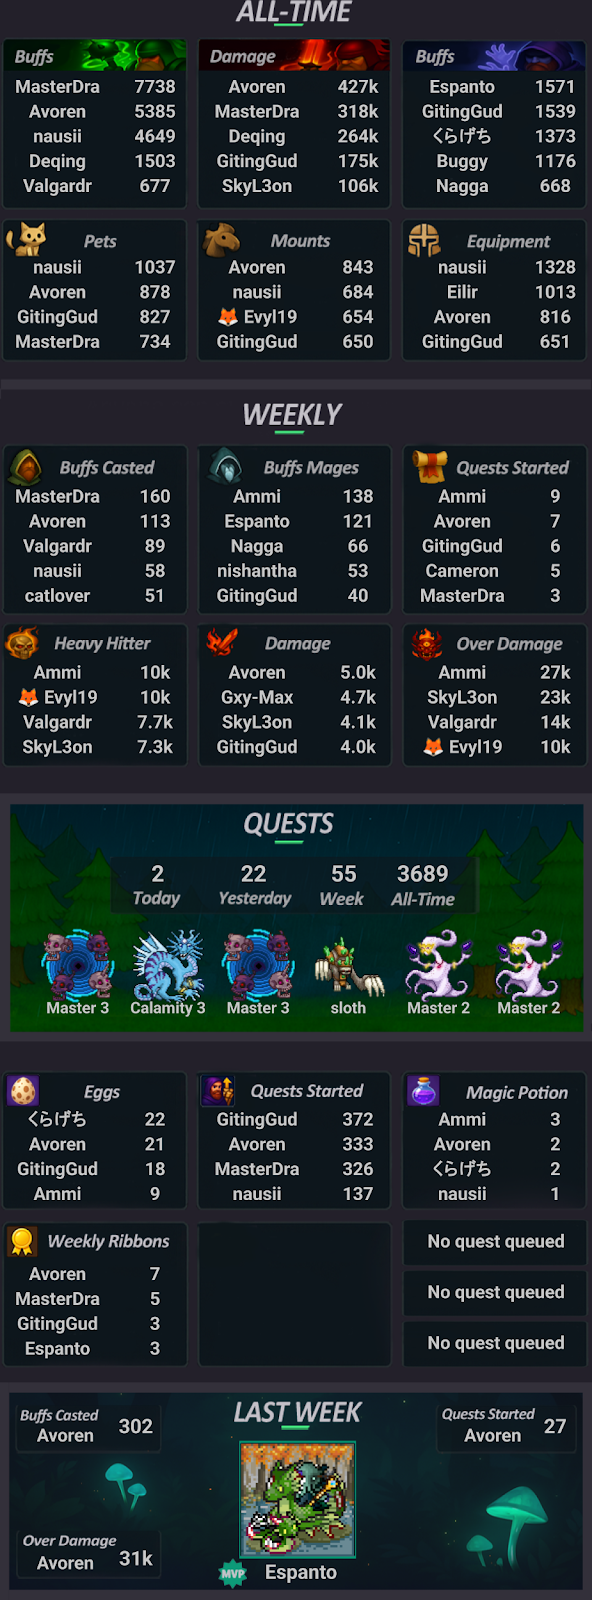 ALL-TIME
Buffs
MasterDra 7738
Avoren 5385
nausii 4649
Deqing 1503
Valgardr 677
Damage
Avoren 427k
MasterDra 318k
Deqing 264k
GitingGud 175k
SkyL3on 106k
Buffs
Espanto 1571
GitingGud 1539
くらげち 1373
Buggy 1176
Nagga 668
Pets
nausii 1037
Avoren 878
GitingGud 827
MasterDra 734
Mounts
Avoren 843
nausii 684
🦊 Evyl19 654
GitingGud 650
Equipment
nausii 1328
Eilir 1013
Avoren 816
GitingGud 651
WEEKLY
Buffs Casted
MasterDra 160
Avoren 113
Valgardr 89
nausii 58
catlover 51
Buffs Mages
Ammi 138
Espanto 121
Nagga 66
nishantha 53
GitingGud 40
Quests Started
Ammi 9
Avoren 7
GitingGud 6
Cameron 5
MasterDra 3
Heavy Hitter
Ammi 10k
🦊 Evyl19 10k
Valgardr 7.7k
SkyL3on 7.3k
Damage
Avoren 5.0k
Gxy-Max 4.7k
SkyL3on 4.1k
GitingGud 4.0k
Over Damage
Ammi 27k
SkyL3on 23k
Valgardr 14k
🦊 Evyl19 10k
QUESTS
2 22 55 3689
Today Yesterday Week All-Time
Master 3 Calamity 3 Master 3 sloth Master 2 Master 2
Eggs
くらげち 22
Avoren 21
GitingGud 18
Ammi 9
Quests Started
GitingGud 372
Avoren 333
MasterDra 326
nausii 137
Magic Potion
Ammi 3
Avoren 2
くらげち 2
nausii 1
Weekly Ribbons
Avoren 7
MasterDra 5
GitingGud 3
Espanto 3
No quest queued
No quest queued
No quest queued
LAST WEEK
Buffs Casted
Avoren 302
Quests Started
Avoren 27
Over Damage
Avoren 31k
MVP Espanto